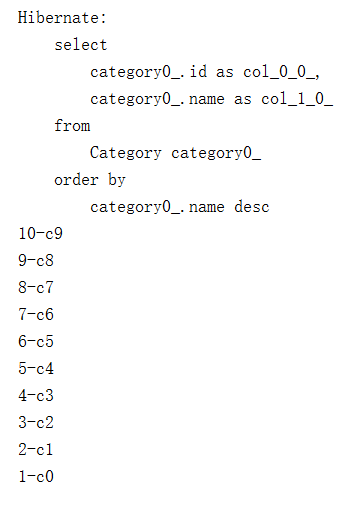 Hibernate:
    select
        category0_.id as col_0_0_,
        category0_.name as col_1_0_
    from
        Category category0_
    order by
        category0_.name desc
10-c9
9-c8
8-c7
7-c6
6-c5
5-c4
4-c3
3-c2
2-c1
1-c0